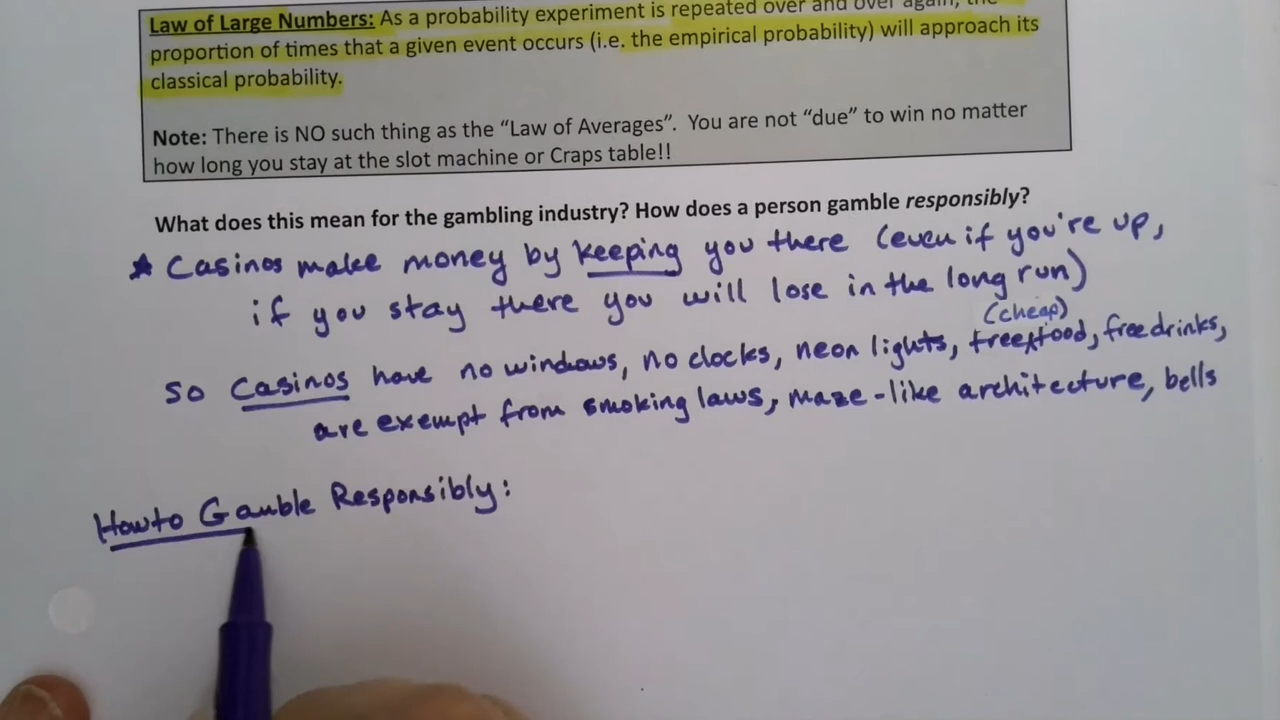 Law of Large Numbers: As a probability experiment is repeated over and over again, the
proportion of times that a given event occurs (i.e. the empirical probability) will approach its
classical probability.
Note: There is NO such thing as the “Law of Averages”. You are not “due” to win no matter
how long you stay at the slot machine or Craps table!!
What does this mean for the gambling industry? How does a person gamble responsibly?
★ Casinos make money by keeping you there (even if you're up,
if you stay there you will lose in the long run)
(cheap)
So casinos have no windows, no clocks, neon lights, free food, free drinks,
are exempt from smoking laws, maze-like architecture, bells
How to Gamble Responsibly: